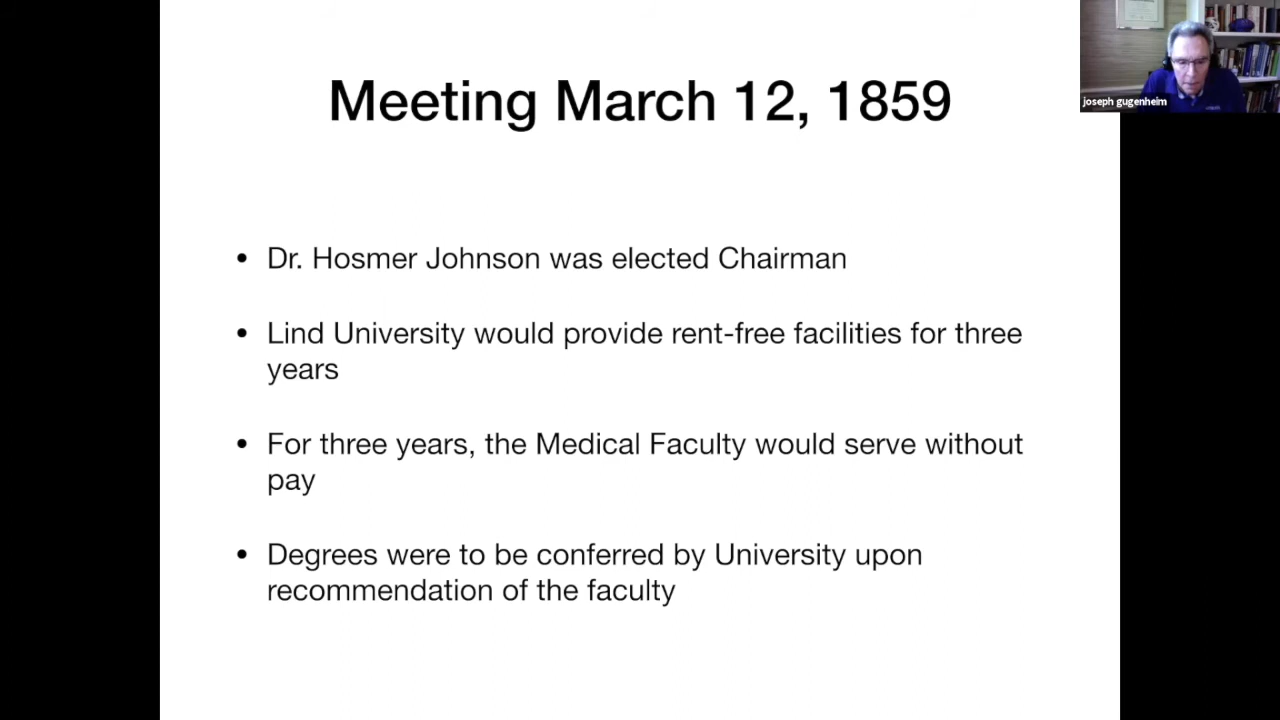 Meeting March 12, 1859
joseph gugenheim
• Dr. Hosmer Johnson was elected Chairman
• Lind University would provide rent-free facilities for three
years
• For three years, the Medical Faculty would serve without
pay
• Degrees were to be conferred by University upon
recommendation of the faculty